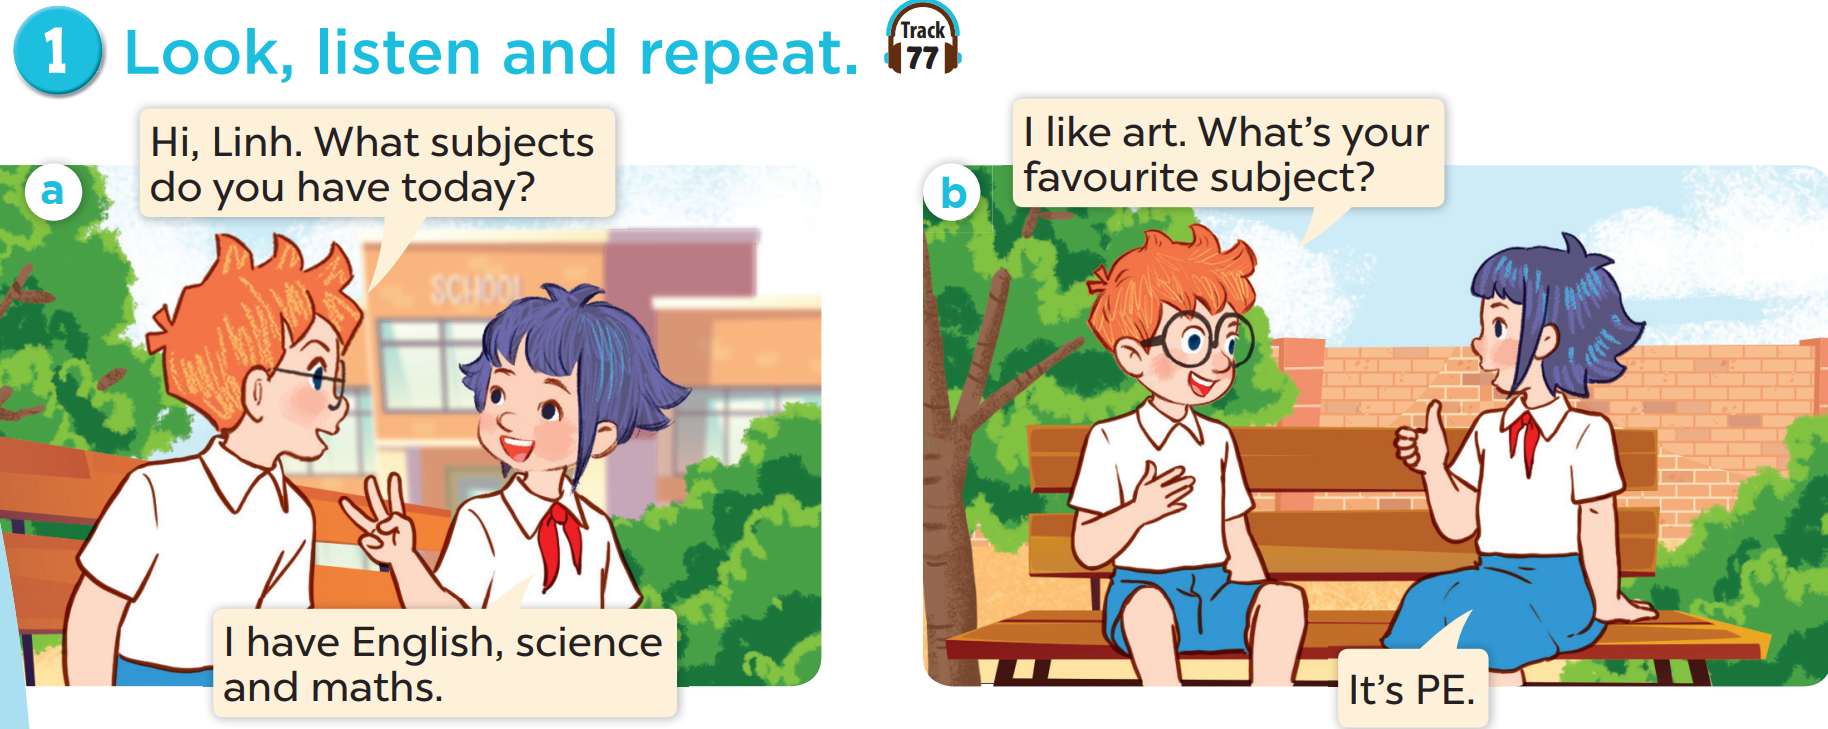 1 Look, listen and repeat.
Track
77
a
Hi, Linh. What subjects
do you have today?
SCHOOL
I have English, science
and maths.
b
I like art. What's your
favourite subject?
It's PE.